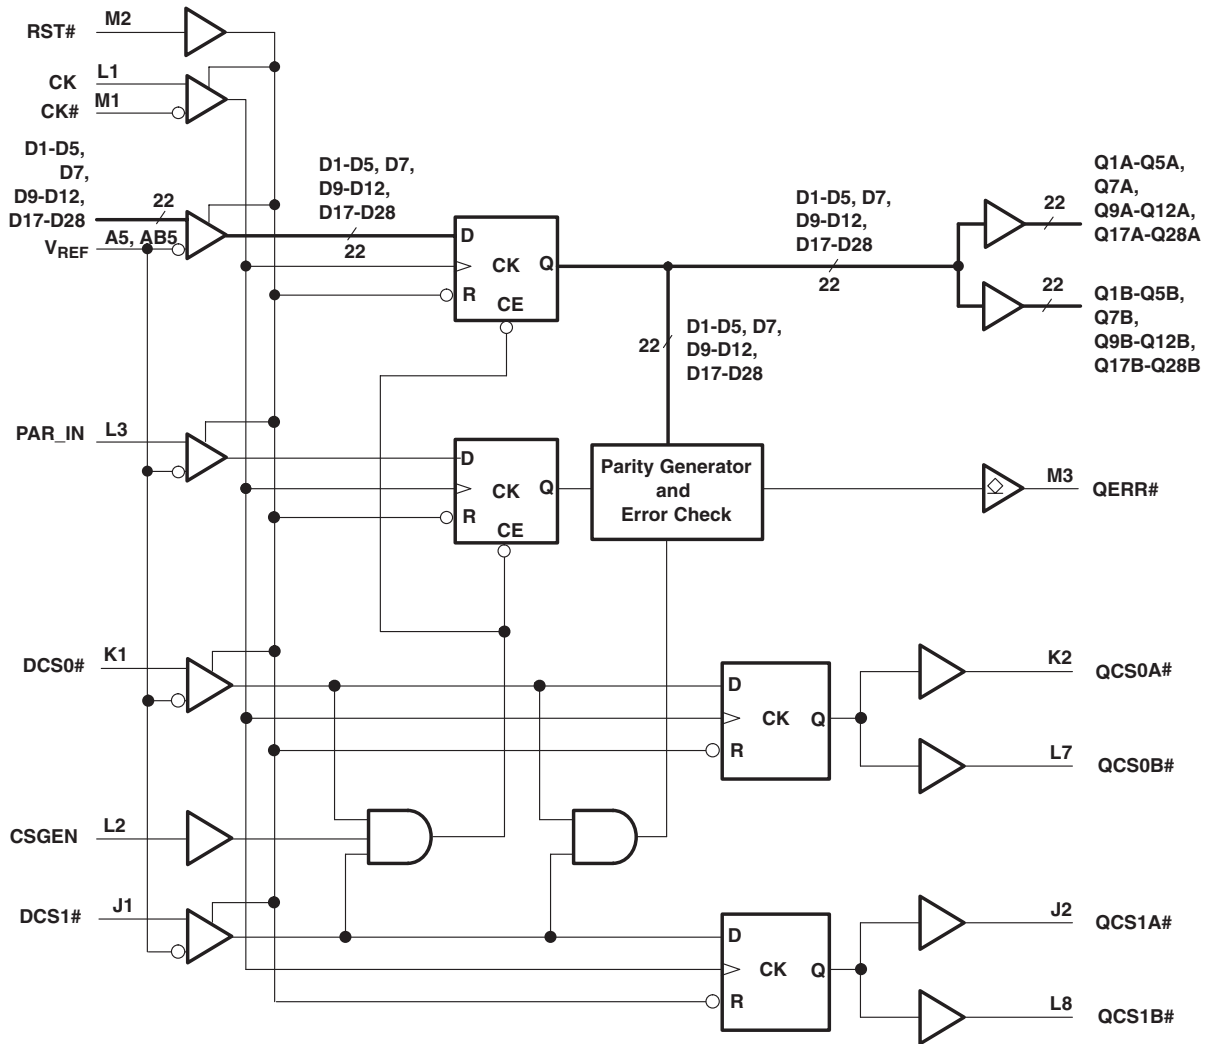 RST#
M2
CK
L1
CK#
M1
D1-D5,
D7,
D9-D12,
D17-D28
22
VREF
A5, AB5
D1-D5, D7,
D9-D12,
D17-D28
22
D
CK
Q
R
CE
D1-D5, D7,
D9-D12,
D17-D28
22
22
Q1A-Q5A,
Q7A,
Q9A-Q12A,
Q17A-Q28A
22
Q1B-Q5B,
Q7B,
Q9B-Q12B,
Q17B-Q28B
22
D1-D5, D7,
D9-D12,
D17-D28
PAR_IN
L3
D
CK
Q
R
CE
Parity Generator
and
Error Check
M3
QERR#
DCS0#
K1
D
CK
Q
R
K2
QCS0A#
L7
QCS0B#
CSGEN
L2
DCS1#
J1
D
CK
Q
R
J2
QCS1A#
L8
QCS1B#